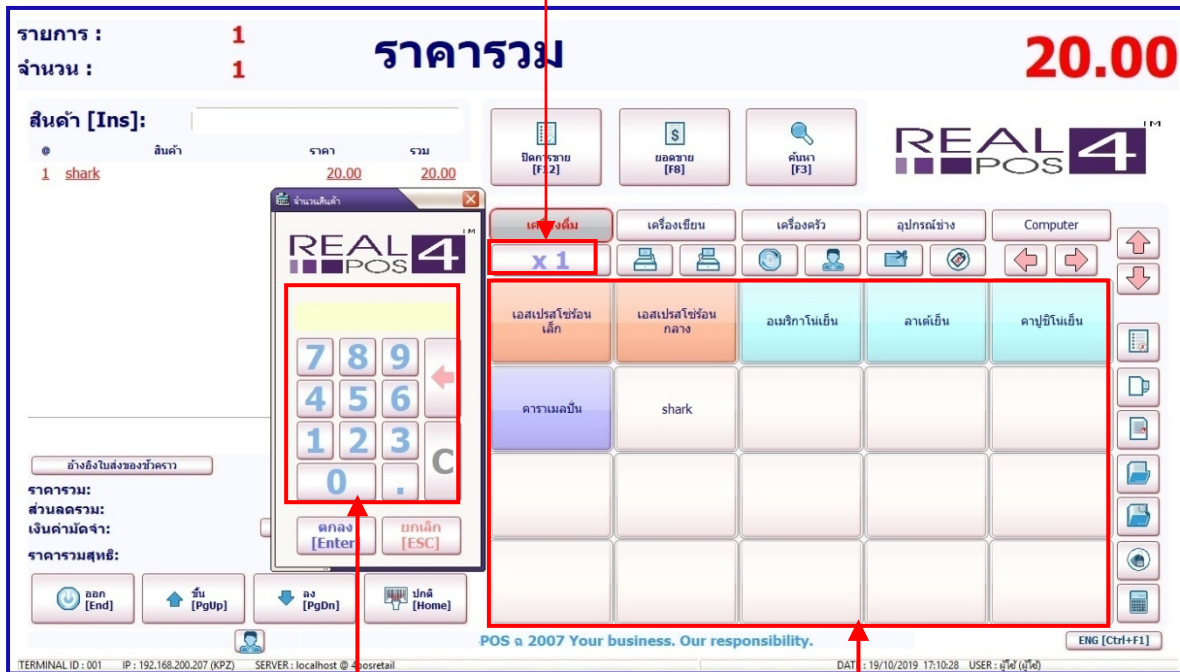 รายการ : 1
จำนวน : 1
ราคารวม
20.00
สินค้า [Ins]:
@ สินค้า ราคา รวม
1 shark 20.00 20.00
ปิดการขาย
[F12]
ยอดขาย
[F8]
ค้นหา
[F3]
REAL POS 4 TM
จำนวนสินค้า
REAL POS 4 TM
7 8 9
4 5 6
1 2 3 C
0 .
ตกลง
[Enter]
ยกเลิก
[ESC]
เครื่องดื่ม เครื่องเขียน เครื่องครัว อุปกรณ์ช่าง Computer
x 1
เอสเปรสโซ่ร้อน
เล็ก
เอสเปรสโซ่ร้อน
กลาง
อเมริกาโน่เย็น
ลาเต้เย็น
คาปูชิโน่เย็น
คาราเมลปั่น
shark
อ้างอิงใบส่งของชั่วคราว
ราคารวม:
ส่วนลดรวม:
เงินค่ามัดจำ:
ราคารวมสุทธิ:
ออก
[End]
ขึ้น
[PgUp]
ลง
[PgDn]
ปกติ
[Home]
POS ฉ 2007 Your business. Our responsibility.
ENG [Ctrl+F1]
TERMINAL ID : 001 IP : 192.168.200.207 (KPZ) SERVER : localhost @ 4posretail DATE : 19/10/2019 17:10:28 USER :